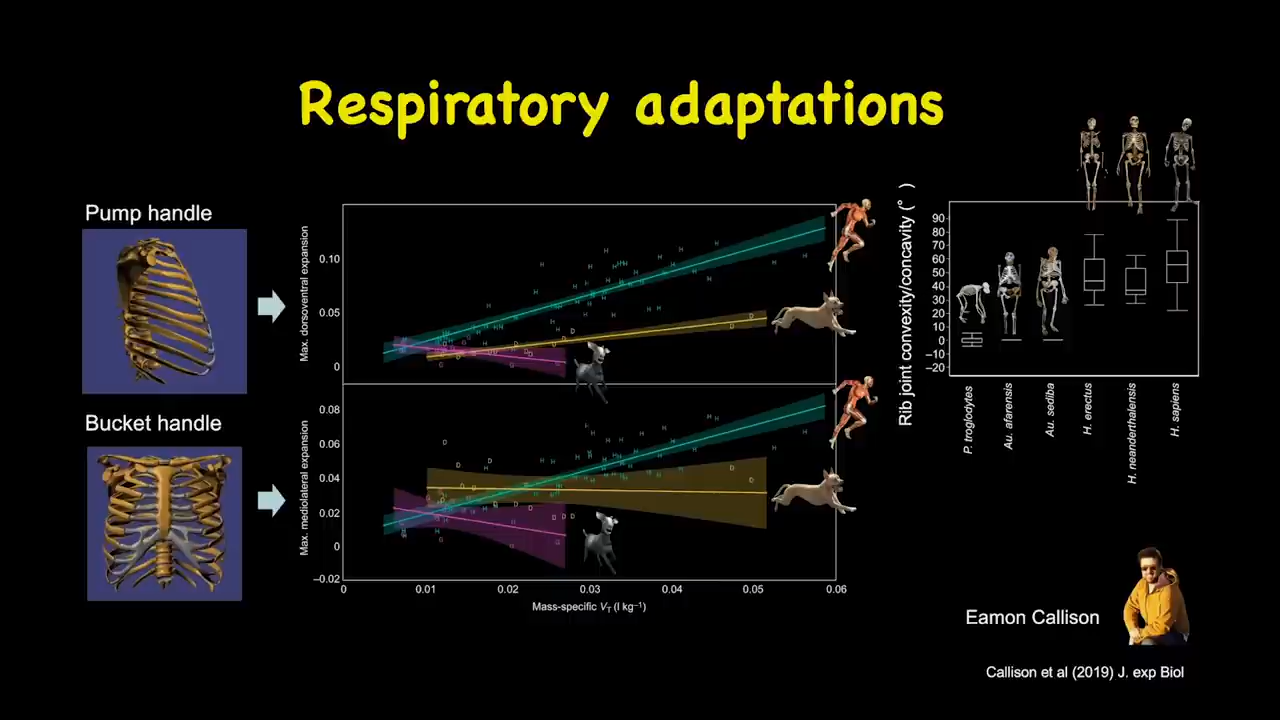 Respiratory adaptations
Pump handle
Bucket handle
Max. dorsoventral expansion
0.10
0.05
0
Max. mediolateral expansion
0.08
0.06
0.04
0.02
0
–0.02
0
0.01
0.02
0.03
0.04
0.05
0.06
Mass-specific VT (l kg⁻¹)
Rib joint convexity/concavity (°)
90
80
70
60
50
40
30
20
10
0
–10
–20
P. troglodytes
Au. afarensis
Au. sediba
H. erectus
H. neanderthalensis
H. sapiens
Eamon Callison
Callison et al (2019) J. exp Biol